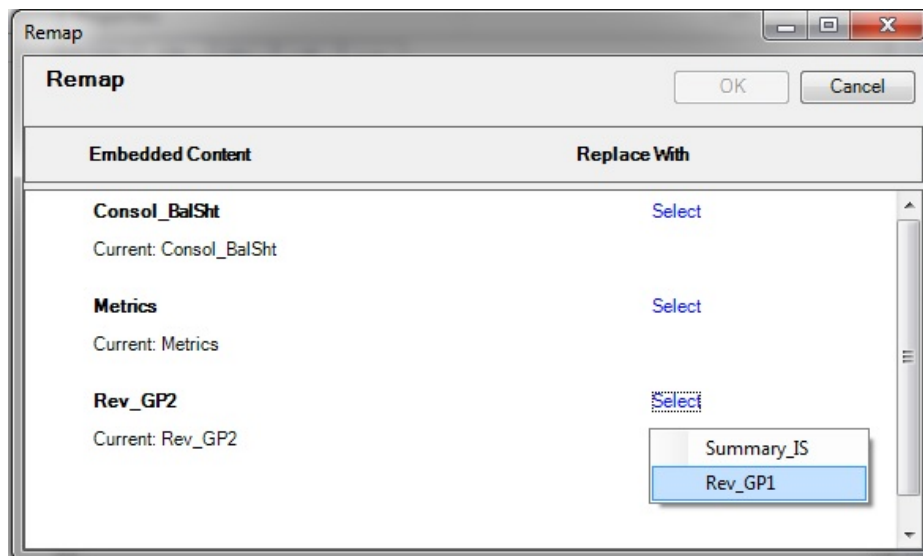 Remap
Remap
OK Cancel
Embedded Content Replace With
Consol_BalSht Select
Current: Consol_BalSht
Metrics Select
Current: Metrics
Rev_GP2 Select
Current: Rev_GP2
Summary_IS
Rev_GP1